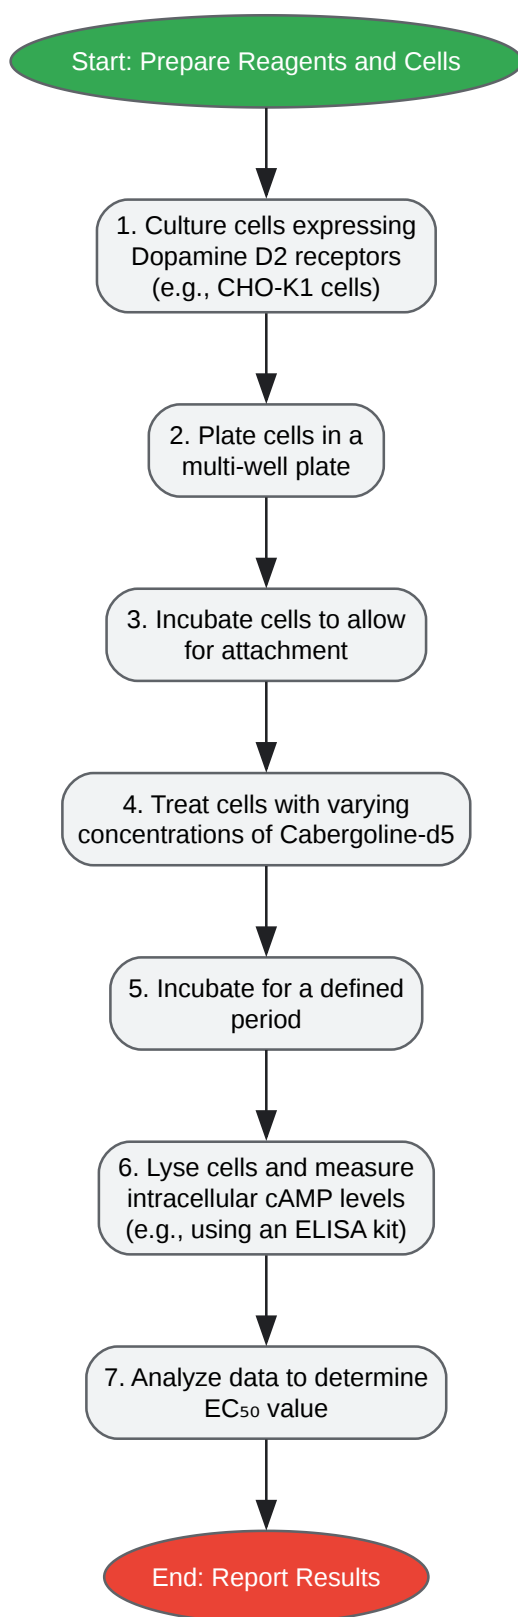 Start: Prepare Reagents and Cells
1. Culture cells expressing
Dopamine D2 receptors
(e.g., CHO-K1 cells)
2. Plate cells in a
multi-well plate
3. Incubate cells to allow
for attachment
4. Treat cells with varying
concentrations of Cabergoline-d5
5. Incubate for a defined
period
6. Lyse cells and measure
intracellular cAMP levels
(e.g., using an ELISA kit)
7. Analyze data to determine
EC₅₀ value
End: Report Results